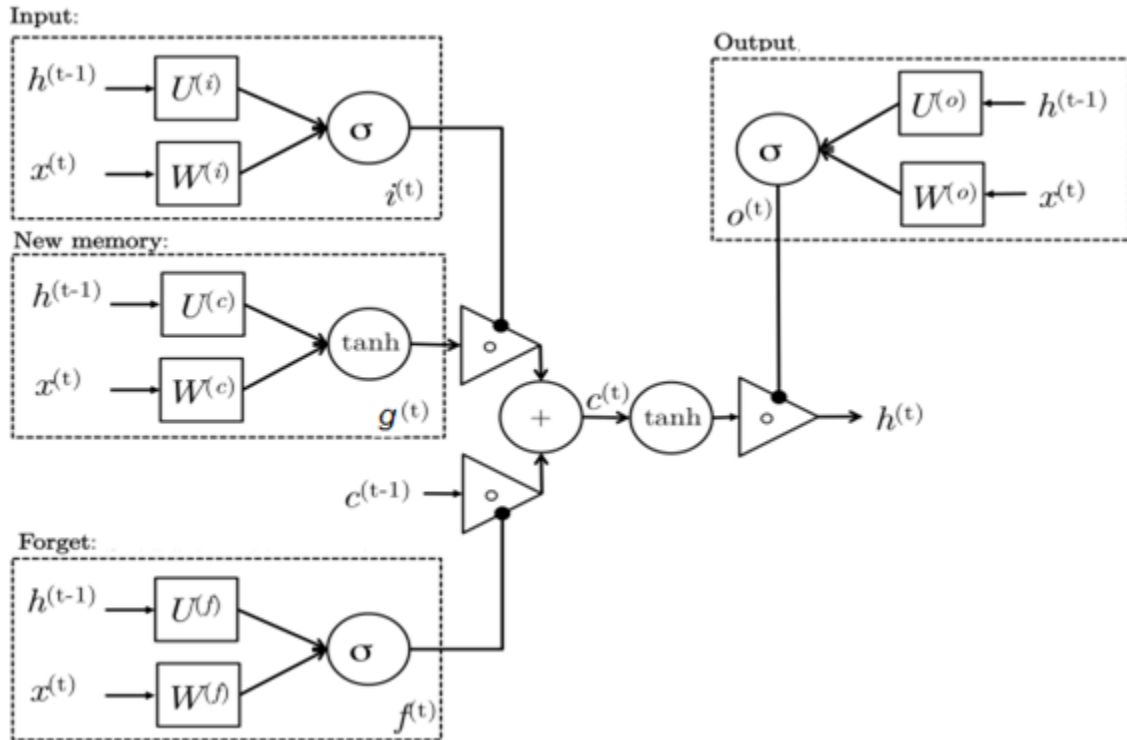 Input:
h(t-1)
U(i)
σ
x(t)
W(i)
i(t)
New memory:
h(t-1)
U(c)
tanh
x(t)
W(c)
g(t)
Output
U(o)
h(t-1)
σ
W(o)
x(t)
o(t)
∘
+
c(t)
tanh
∘
h(t)
c(t-1)
∘
Forget:
h(t-1)
U(f)
σ
x(t)
W(f)
f(t)